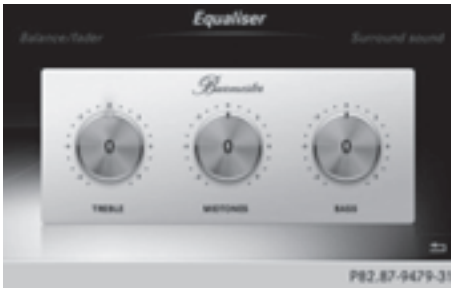 Equaliser
Balance/fader
Surround sound
Burmester
0
0
0
TREBLE
MIDTONES
BASS
P82.87-9479-31